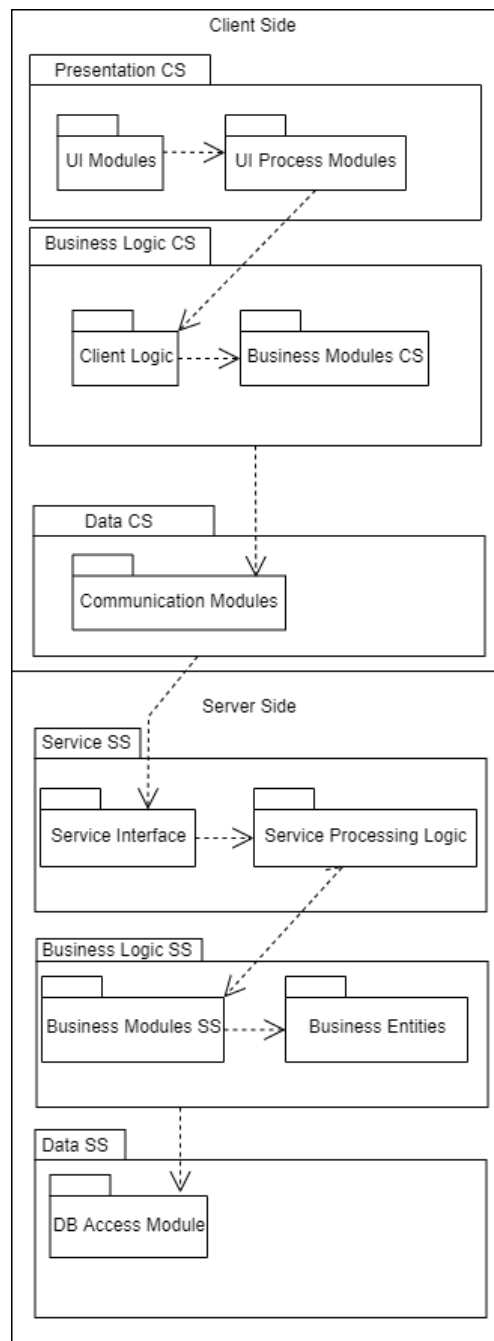 Client Side
Presentation CS
UI Modules
UI Process Modules
Business Logic CS
Client Logic
Business Modules CS
Data CS
Communication Modules
Server Side
Service SS
Service Interface
Service Processing Logic
Business Logic SS
Business Modules SS
Business Entities
Data SS
DB Access Module